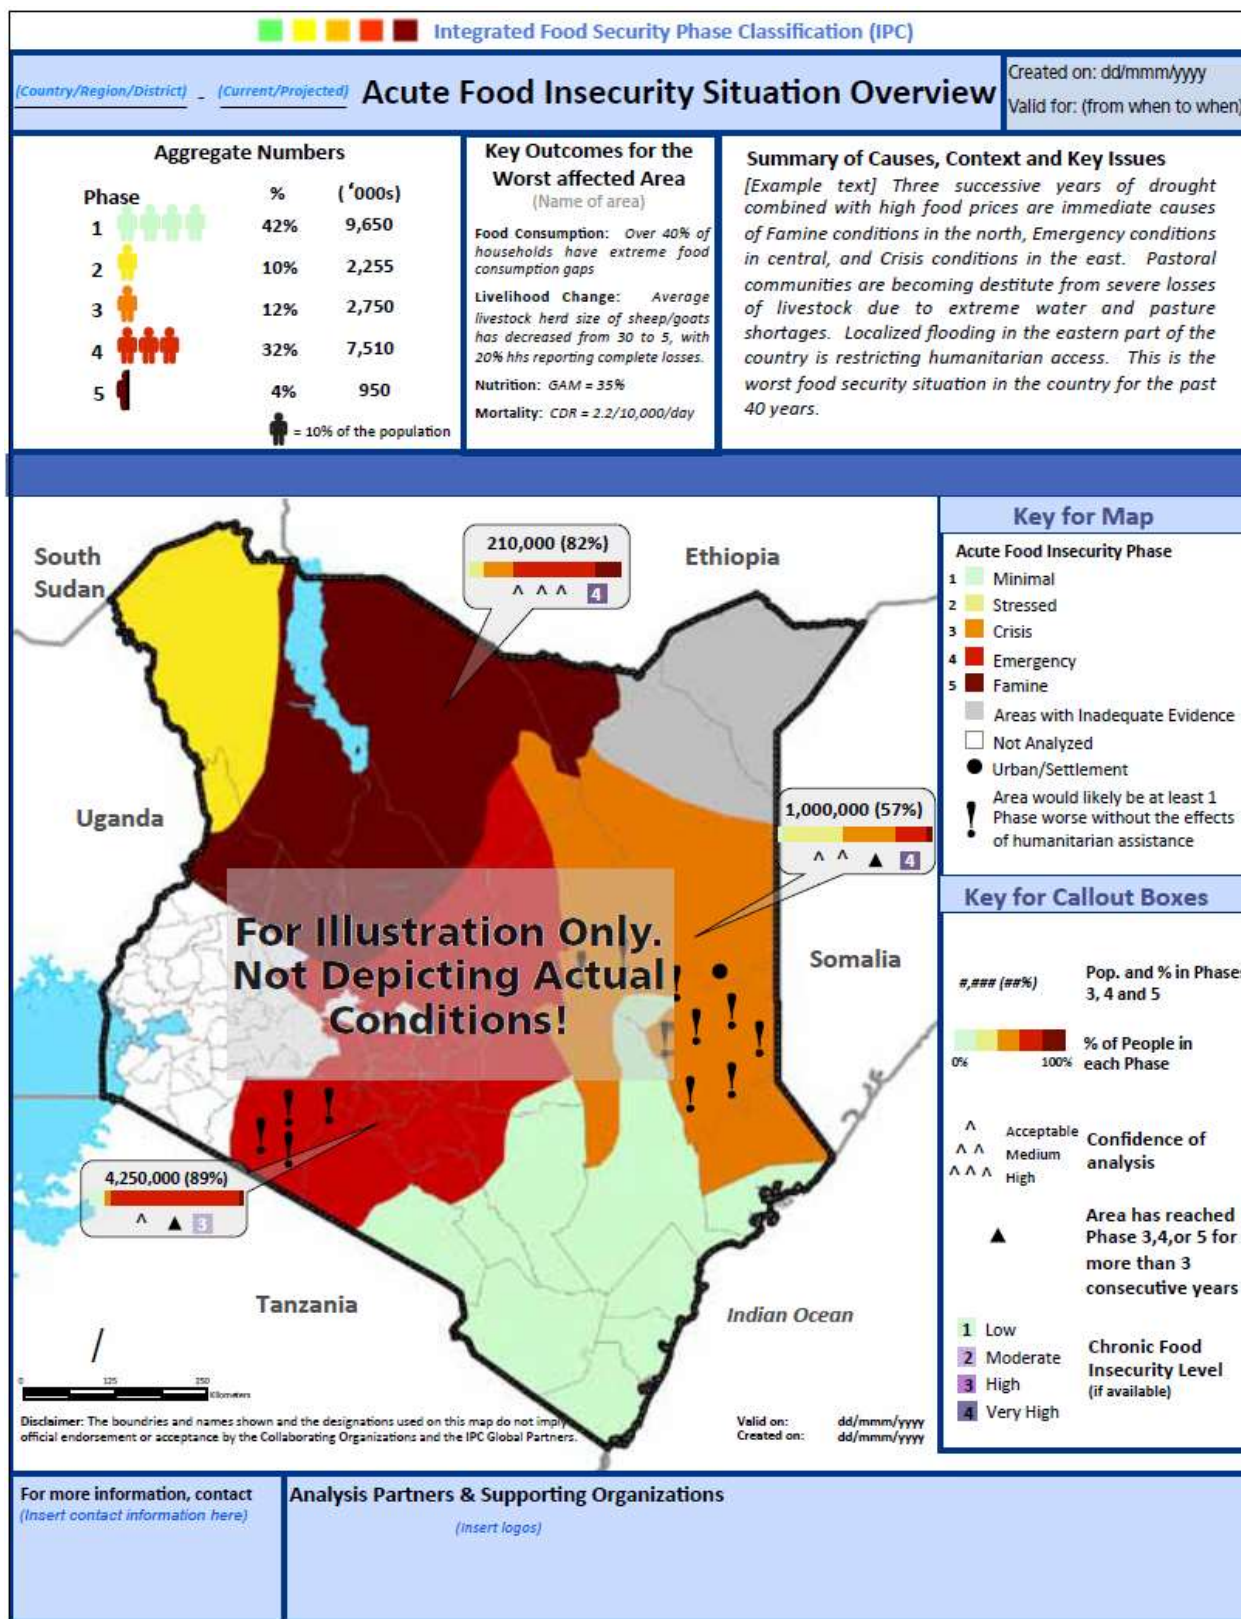 Integrated Food Security Phase Classification (IPC)
(Country/Region/District) - (Current/Projected) Acute Food Insecurity Situation Overview
Created on: dd/mmm/yyyy
Valid for: (from when to when)
Aggregate Numbers
Phase % (‘000s)
1 42% 9,650
2 10% 2,255
3 12% 2,750
4 32% 7,510
5 4% 950
= 10% of the population
Key Outcomes for the
Worst affected Area
(Name of area)
Food Consumption: Over 40% of
households have extreme food
consumption gaps
Livelihood Change: Average
livestock herd size of sheep/goats
has decreased from 30 to 5, with
20% hhs reporting complete losses.
Nutrition: GAM = 35%
Mortality: CDR = 2.2/10,000/day
Summary of Causes, Context and Key Issues
[Example text] Three successive years of drought
combined with high food prices are immediate causes
of Famine conditions in the north, Emergency conditions
in central, and Crisis conditions in the east. Pastoral
communities are becoming destitute from severe losses
of livestock due to extreme water and pasture
shortages. Localized flooding in the eastern part of the
country is restricting humanitarian access. This is the
worst food security situation in the country for the past
40 years.
South
Sudan
210,000 (82%)
^ ^ ^ 4
Ethiopia
Uganda
1,000,000 (57%)
^ ^ ▲ 4
For Illustration Only.
Not Depicting Actual
Conditions!
Somalia
! ! ! ! ! !
! ! ! !
4,250,000 (89%)
^ ▲ 3
Tanzania
Indian Ocean
0 125 250
Kilometers
Disclaimer: The boundries and names shown and the designations used on this map do not imply
official endorsement or acceptance by the Collaborating Organizations and the IPC Global Partners.
Valid on: dd/mmm/yyyy
Created on: dd/mmm/yyyy
Key for Map
Acute Food Insecurity Phase
1 Minimal
2 Stressed
3 Crisis
4 Emergency
5 Famine
Areas with Inadequate Evidence
Not Analyzed
Urban/Settlement
! Area would likely be at least 1
Phase worse without the effects
of humanitarian assistance
Key for Callout Boxes
#,### (##%) Pop. and % in Phases
3, 4 and 5
% of People in
each Phase
0% 100%
^ Acceptable
^ ^ Medium
^ ^ ^ High
Confidence of
analysis
▲ Area has reached
Phase 3,4,or 5 for
more than 3
consecutive years
1 Low
2 Moderate
3 High
4 Very High
Chronic Food
Insecurity Level
(if available)
For more information, contact
(Insert contact information here)
Analysis Partners & Supporting Organizations
(Insert logos)